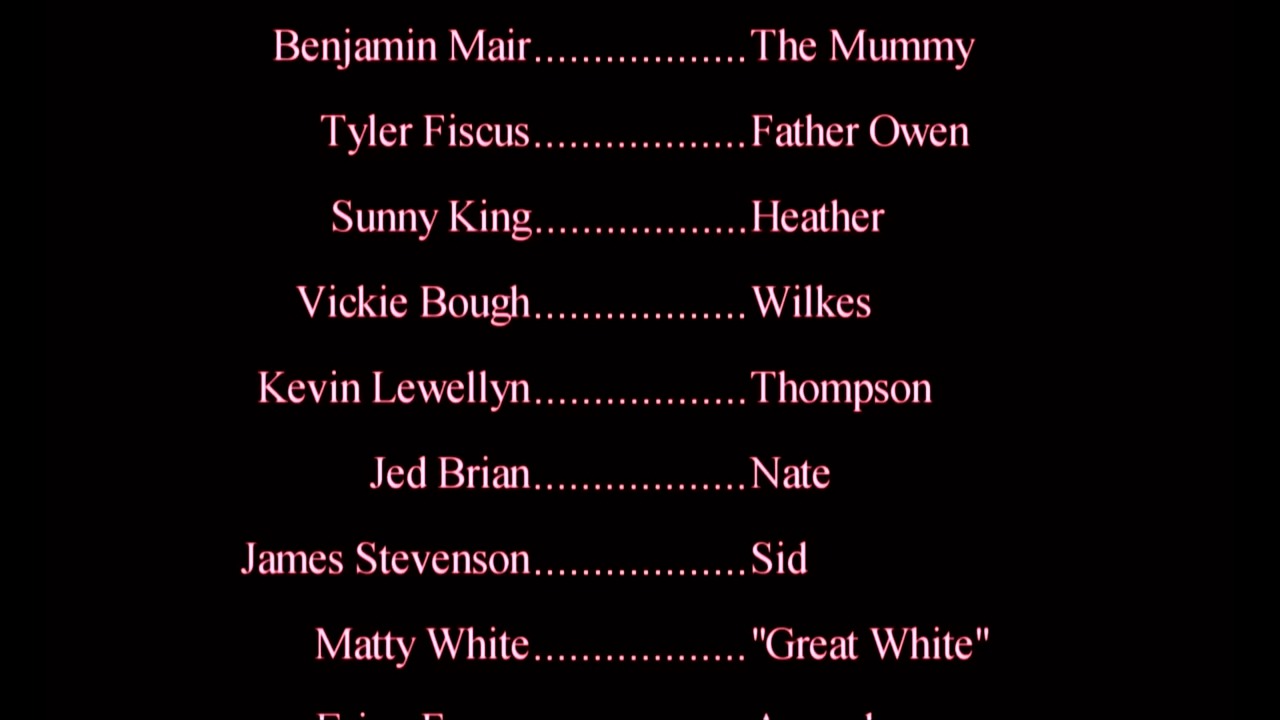 Benjamin Mair..................The Mummy
Tyler Fiscus..................Father Owen
Sunny King..................Heather
Vickie Bough..................Wilkes
Kevin Lewellyn..................Thompson
Jed Brian..................Nate
James Stevenson..................Sid
Matty White.................."Great White"